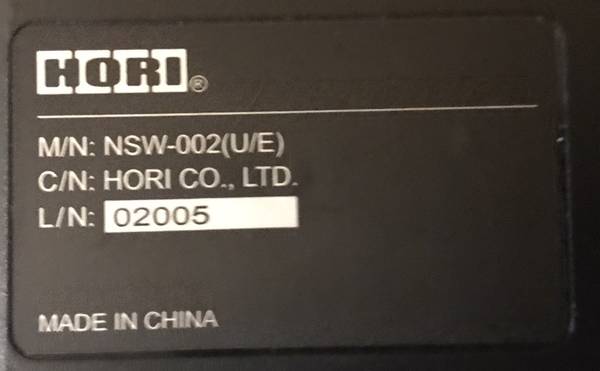 HORI®
M/N: NSW-002(U/E)
C/N: HORI CO., LTD.
L/N: 02005
MADE IN CHINA